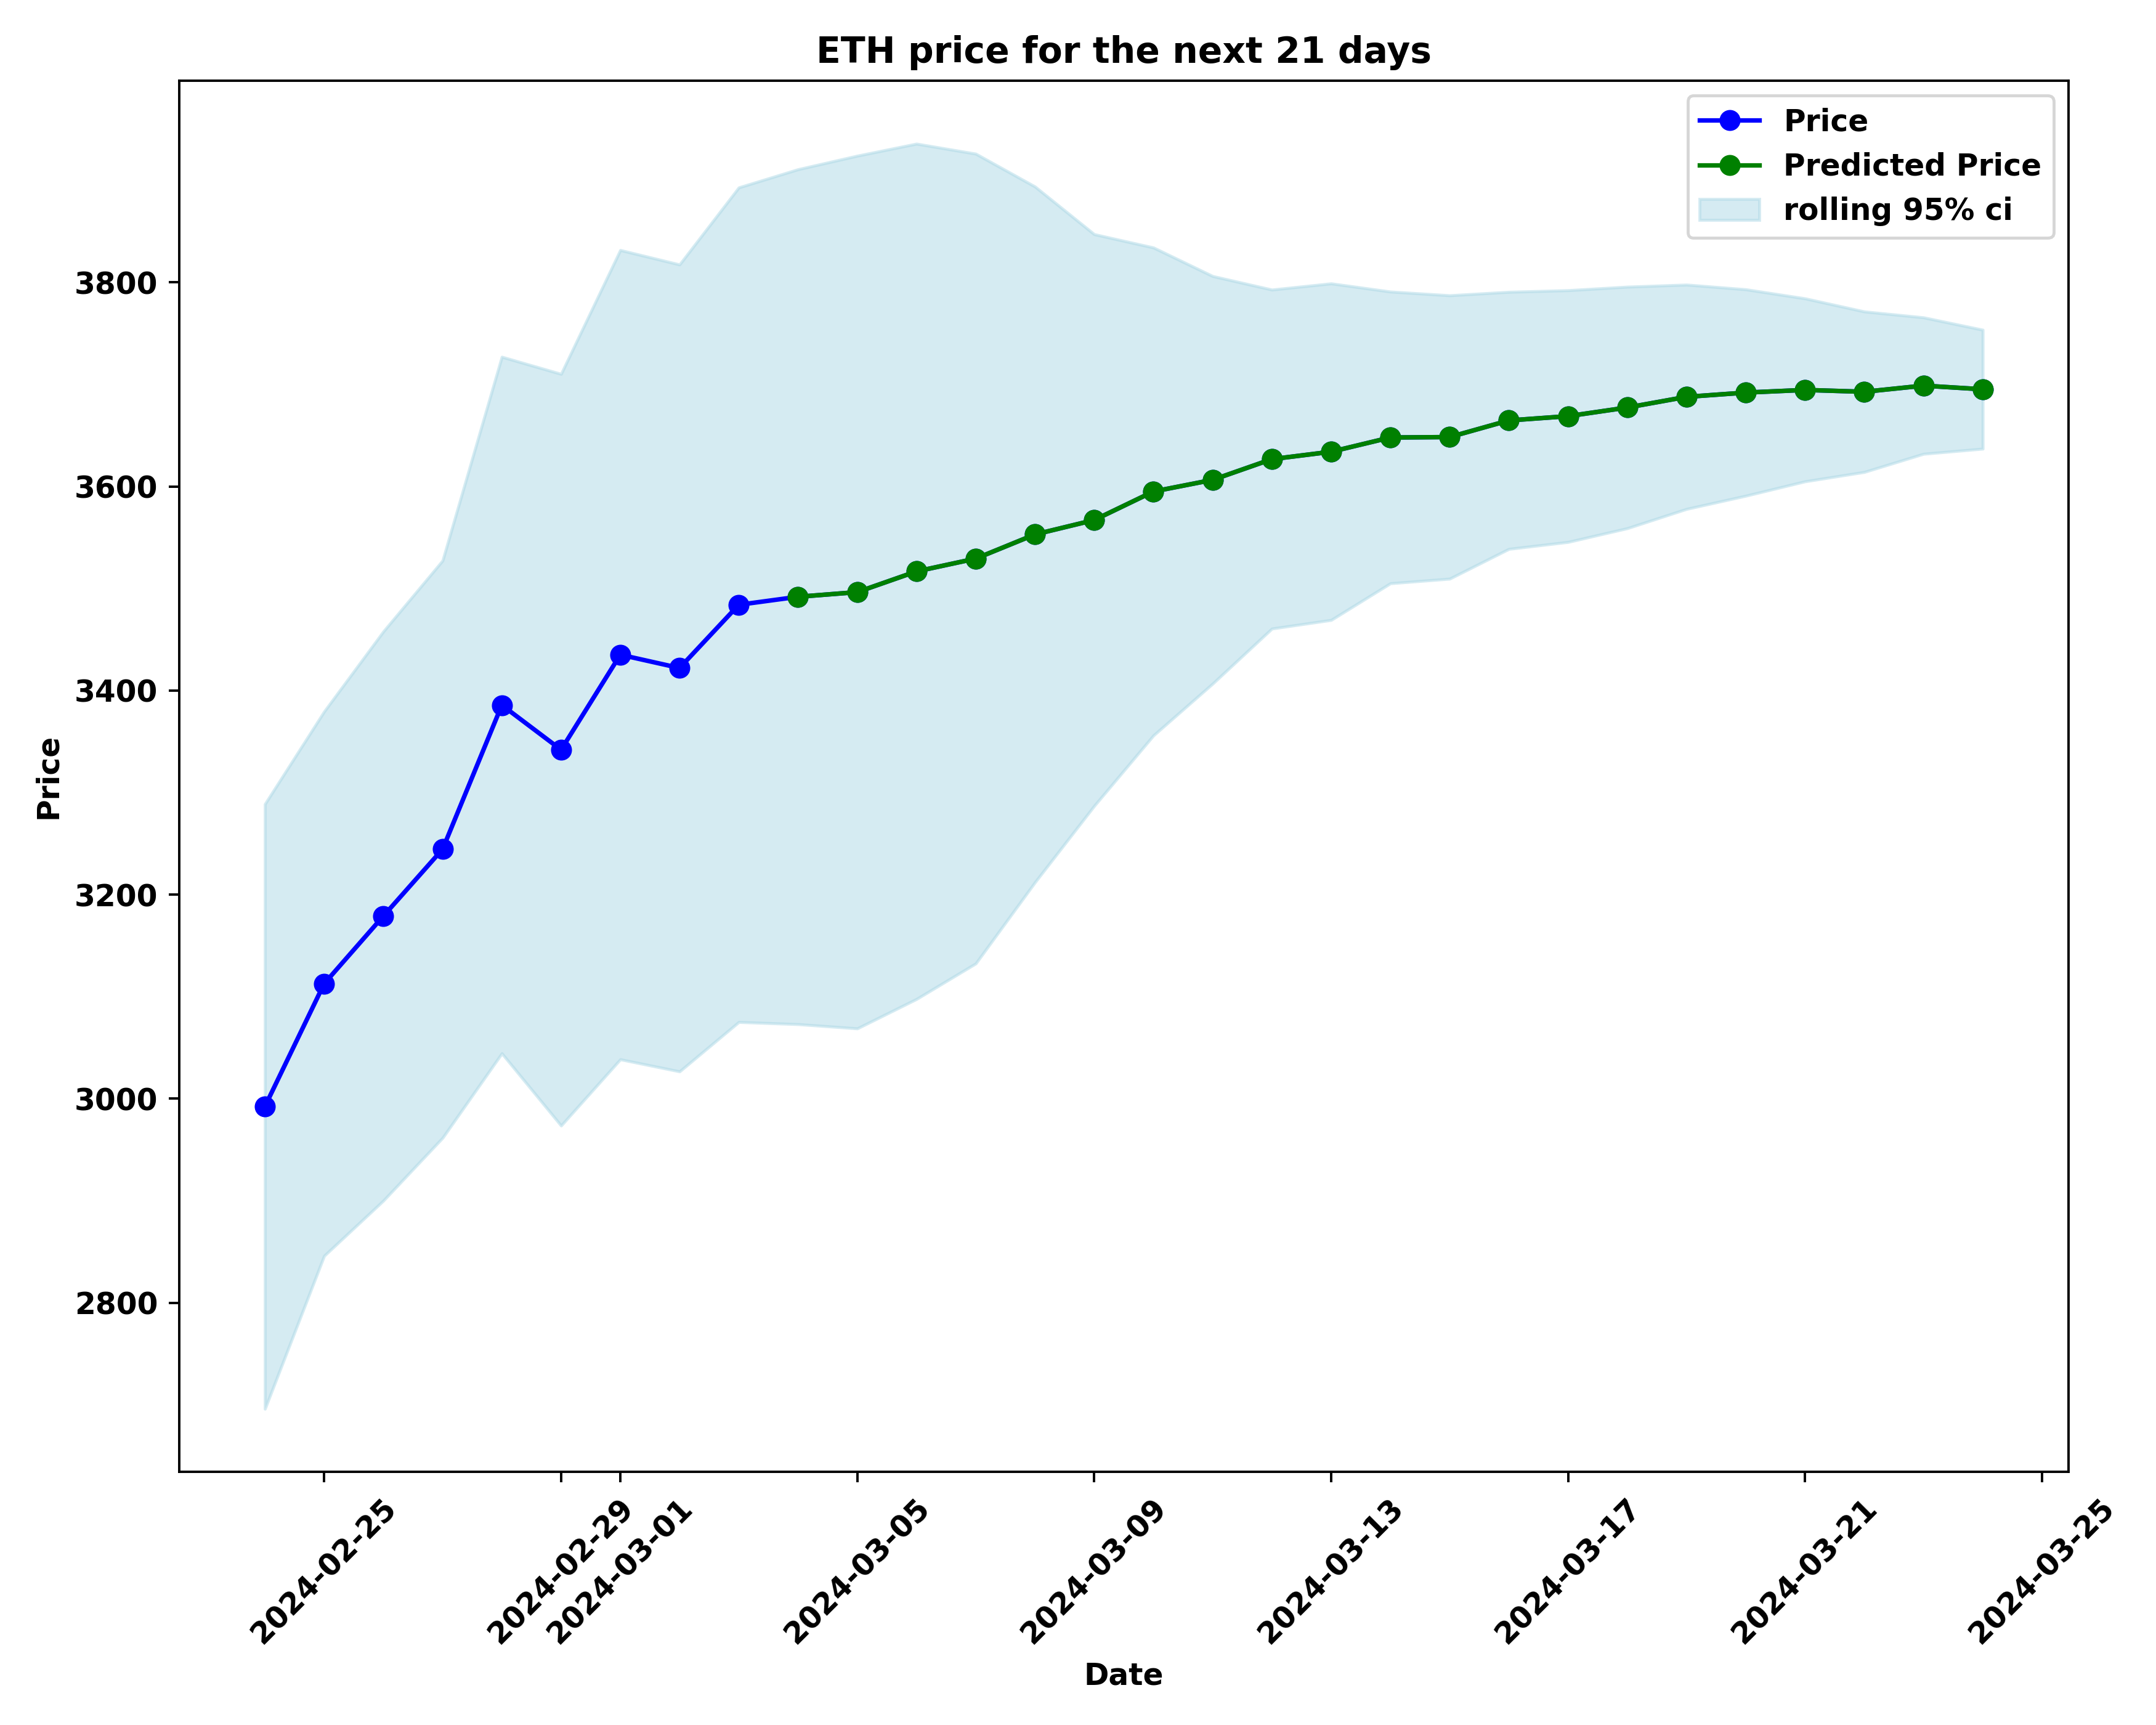 ETH price for the next 21 days
Price
Predicted Price
rolling 95% ci
3800
3600
3400
3200
3000
2800
Price
2024-02-25
2024-02-29
2024-03-01
2024-03-05
2024-03-09
2024-03-13
2024-03-17
2024-03-21
2024-03-25
Date